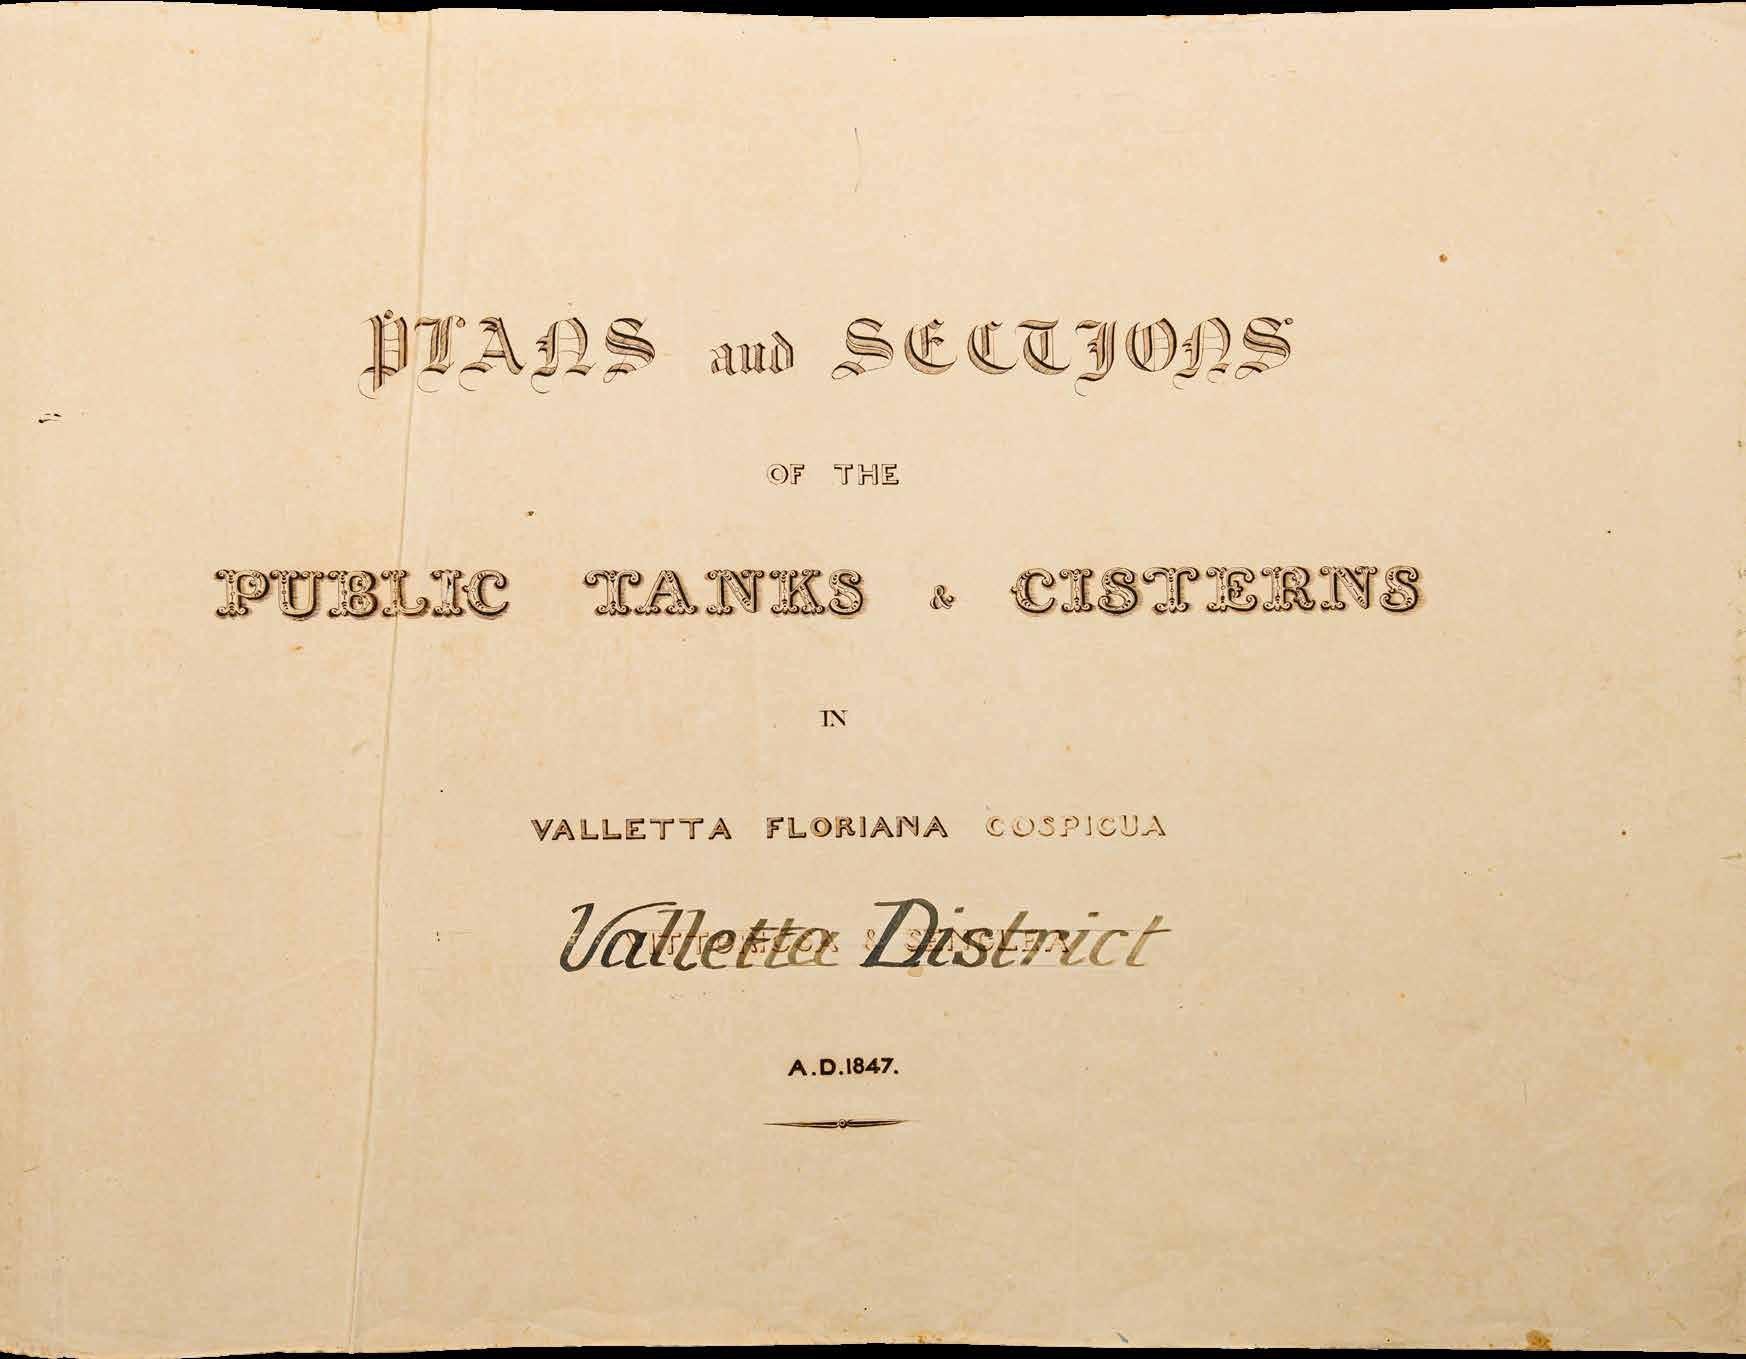 PLANS and SECTIONS
OF THE
PUBLIC TANKS & CISTERNS
IN
VALLETTA FLORIANA COSPICUA
Valletta District
A.D.1847.